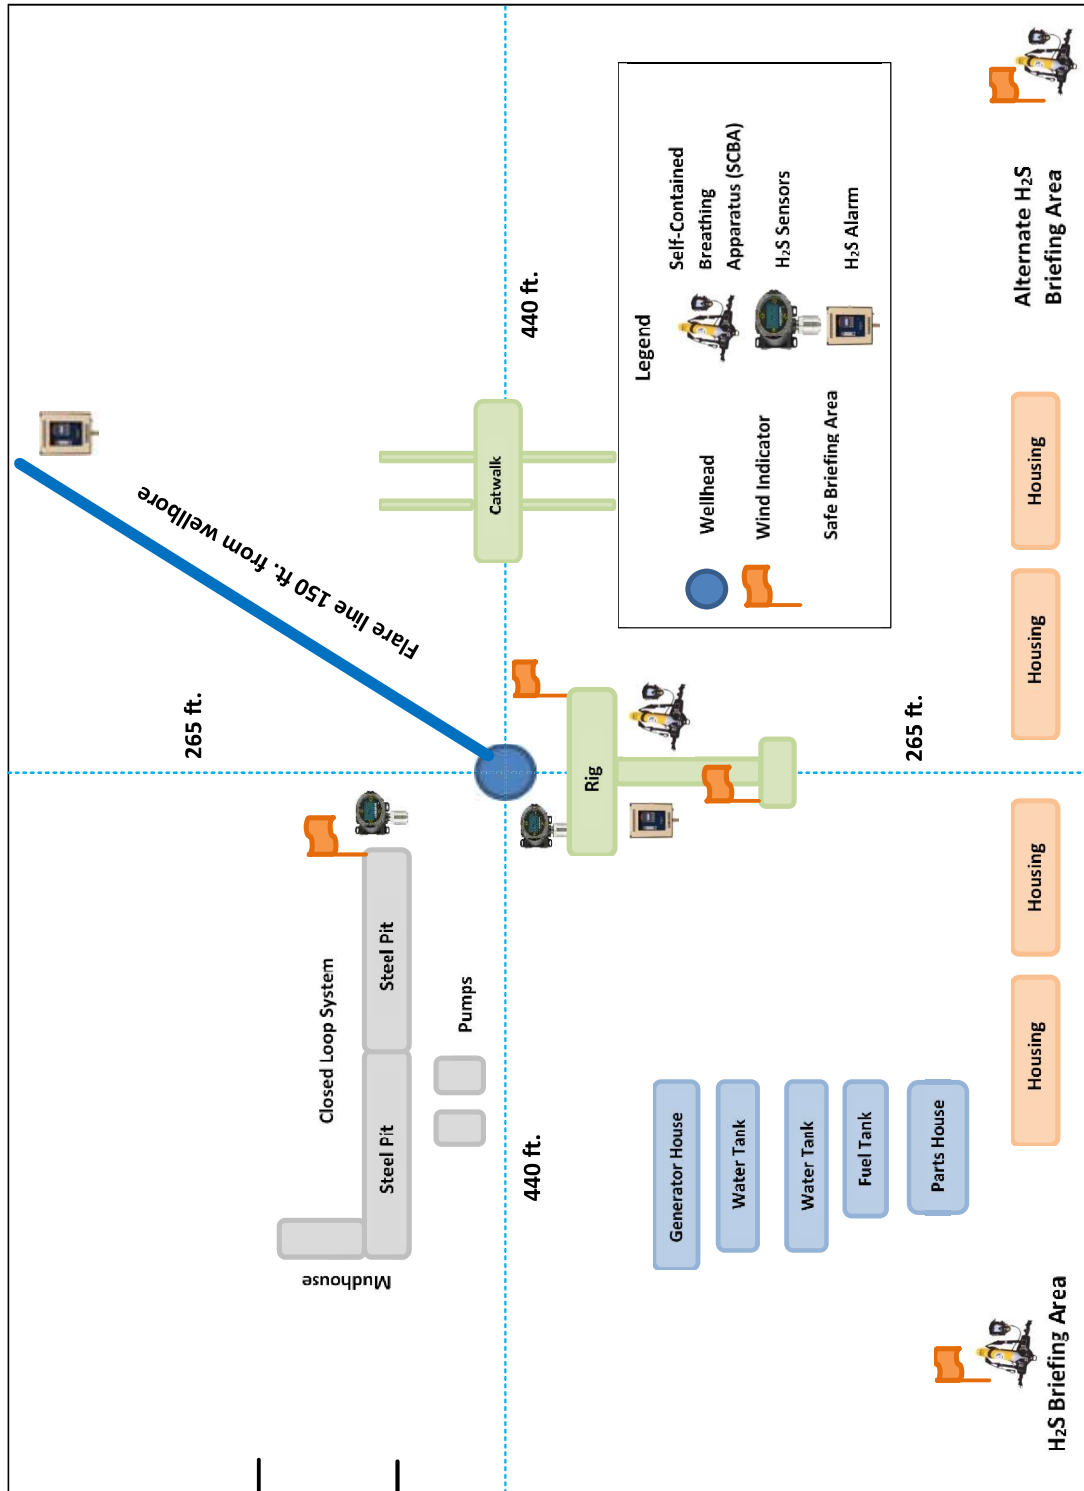 265 ft.
Flare line 150 ft. from wellbore
Closed Loop System
Mudhouse
Steel Pit
Steel Pit
Pumps
440 ft.
440 ft.
Catwalk
Rig
Legend
Wellhead
Wind Indicator
Safe Briefing Area
Self-Contained
Breathing
Apparatus (SCBA)
H₂S Sensors
H₂S Alarm
Generator House
Water Tank
Water Tank
Fuel Tank
Parts House
265 ft.
Housing
Housing
Housing
Housing
H₂S Briefing Area
Alternate H₂S
Briefing Area